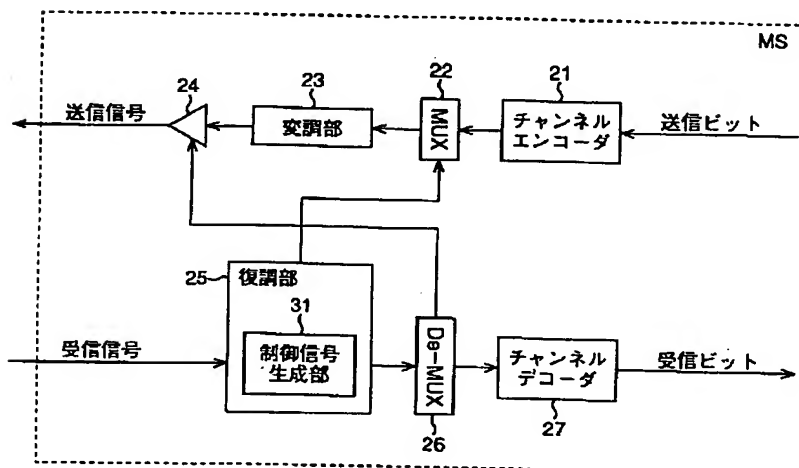 MS
24
23
22
21
送信信号
変調部
MUX
チャンネル
エンコーダ
送信ビット
25
復調部
31
制御信号
生成部
受信信号
De-MUX
26
チャンネル
デコーダ
27
受信ビット